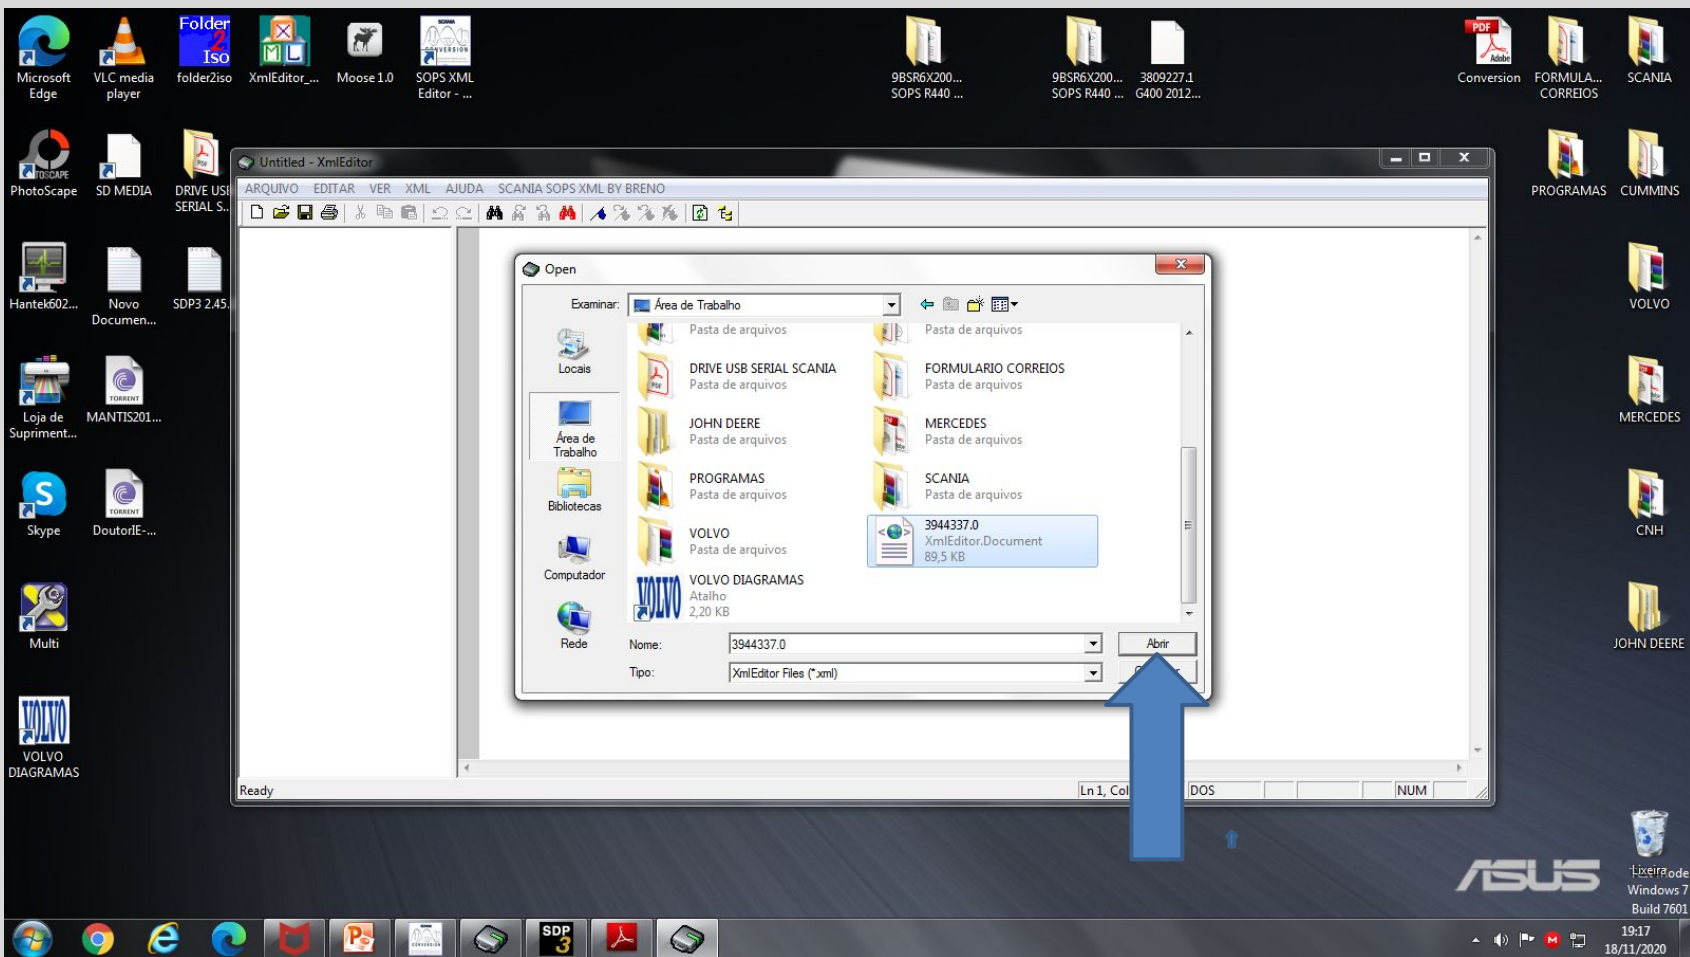 Folder
2
Iso
Microsoft
Edge
VLC media
player
folder2iso
XML
XmlEditor_...
Moose 1.0
SCANIA
CONVERSION
SOPS XML
Editor - ...
9BSR6X200...
SOPS R440 ...
9BSR6X200...
SOPS R440 ...
3809227.1
G400 2012...
PDF
Adobe
Conversion
FORMULA...
CORREIOS
SCANIA
PhotoScape
SD MEDIA
DRIVE USB
SERIAL S...
PROGRAMAS
CUMMINS
Hantek602...
Novo
Documen...
SDP3 2.45.
VOLVO
Loja de
Supriment...
TORRENT
MANTIS201...
MERCEDES
Skype
TORRENT
DoutorIE-...
CNH
Multi
JOHN DEERE
VOLVO
VOLVO
DIAGRAMAS
Untitled - XmlEditor
ARQUIVO EDITAR VER XML AJUDA SCANIA SOPS XML BY BRENO
Open
Examinar:
Área de Trabalho
Locais
Área de
Trabalho
Bibliotecas
Computador
Rede
Pasta de arquivos
Pasta de arquivos
DRIVE USB SERIAL SCANIA
Pasta de arquivos
FORMULARIO CORREIOS
Pasta de arquivos
JOHN DEERE
Pasta de arquivos
MERCEDES
Pasta de arquivos
PROGRAMAS
Pasta de arquivos
SCANIA
Pasta de arquivos
VOLVO
Pasta de arquivos
3944337.0
XmlEditor.Document
89,5 KB
VOLVO
VOLVO DIAGRAMAS
Atalho
2,20 KB
Nome:
3944337.0
Abrir
Tipo:
XmlEditor Files (*.xml)
Ready
Ln 1, Col
DOS
NUM
ASUS
Lixeira
Windows 7
Build 7601
SDP
3
19:17
18/11/2020